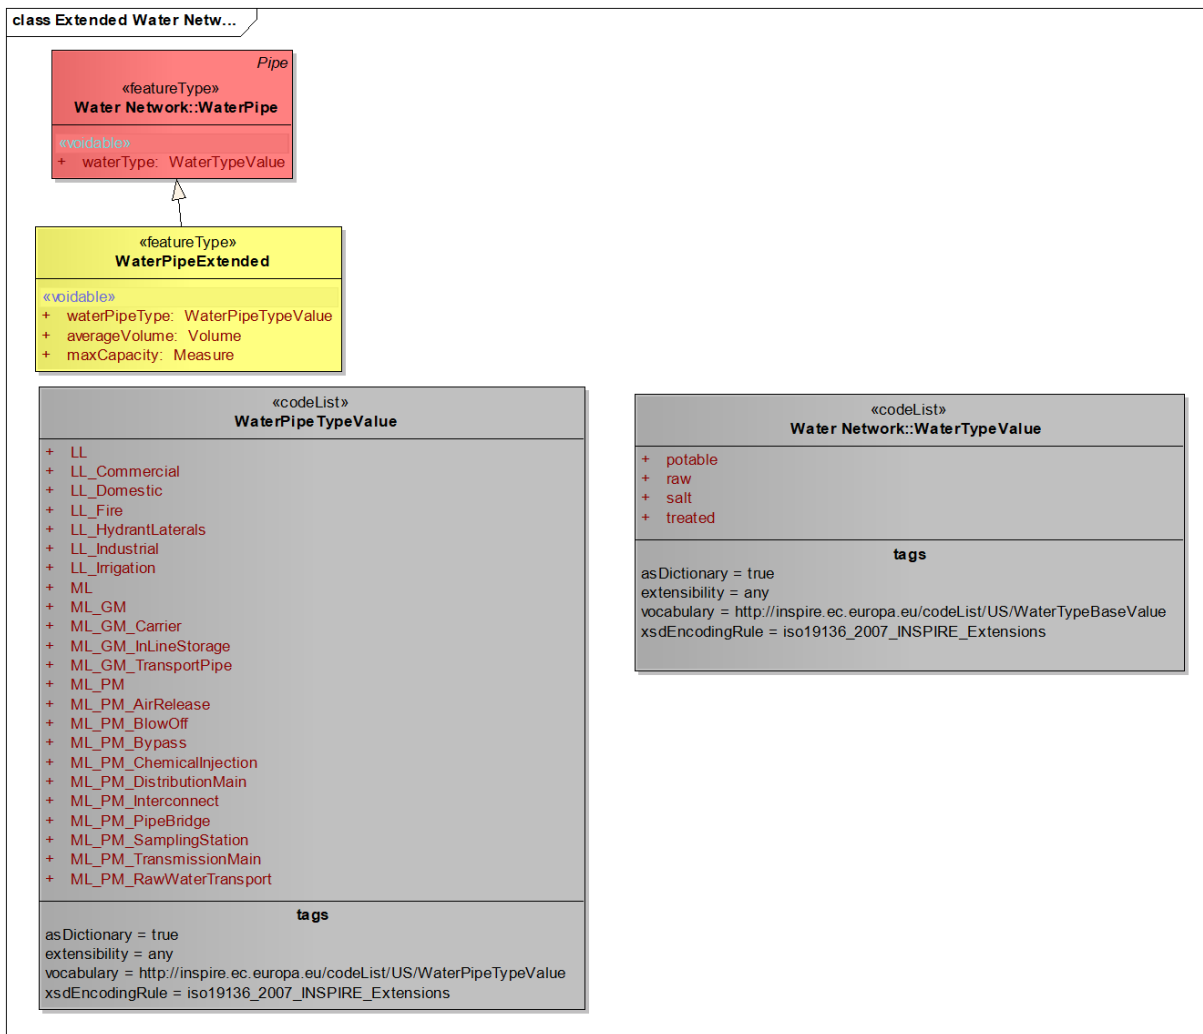 class Extended Water Netw...
Pipe
«featureType»
Water Network::WaterPipe
«voidable»
+ waterType: WaterTypeValue
«featureType»
WaterPipeExtended
«voidable»
+ waterPipeType: WaterPipeTypeValue
+ averageVolume: Volume
+ maxCapacity: Measure
«codeList»
WaterPipeTypeValue
+ LL
+ LL_Commercial
+ LL_Domestic
+ LL_Fire
+ LL_HydrantLaterals
+ LL_Industrial
+ LL_Irrigation
+ ML
+ ML_GM
+ ML_GM_Carrier
+ ML_GM_InLineStorage
+ ML_GM_TransportPipe
+ ML_PM
+ ML_PM_AirRelease
+ ML_PM_BlowOff
+ ML_PM_Bypass
+ ML_PM_ChemicalInjection
+ ML_PM_DistributionMain
+ ML_PM_Interconnect
+ ML_PM_PipeBridge
+ ML_PM_SamplingStation
+ ML_PM_TransmissionMain
+ ML_PM_RawWaterTransport
tags
asDictionary = true
extensibility = any
vocabulary = http://inspire.ec.europa.eu/codeList/US/WaterPipeTypeValue
xsdEncodingRule = iso19136_2007_INSPIRE_Extensions
«codeList»
Water Network::WaterTypeValue
+ potable
+ raw
+ salt
+ treated
tags
asDictionary = true
extensibility = any
vocabulary = http://inspire.ec.europa.eu/codeList/US/WaterTypeBaseValue
xsdEncodingRule = iso19136_2007_INSPIRE_Extensions